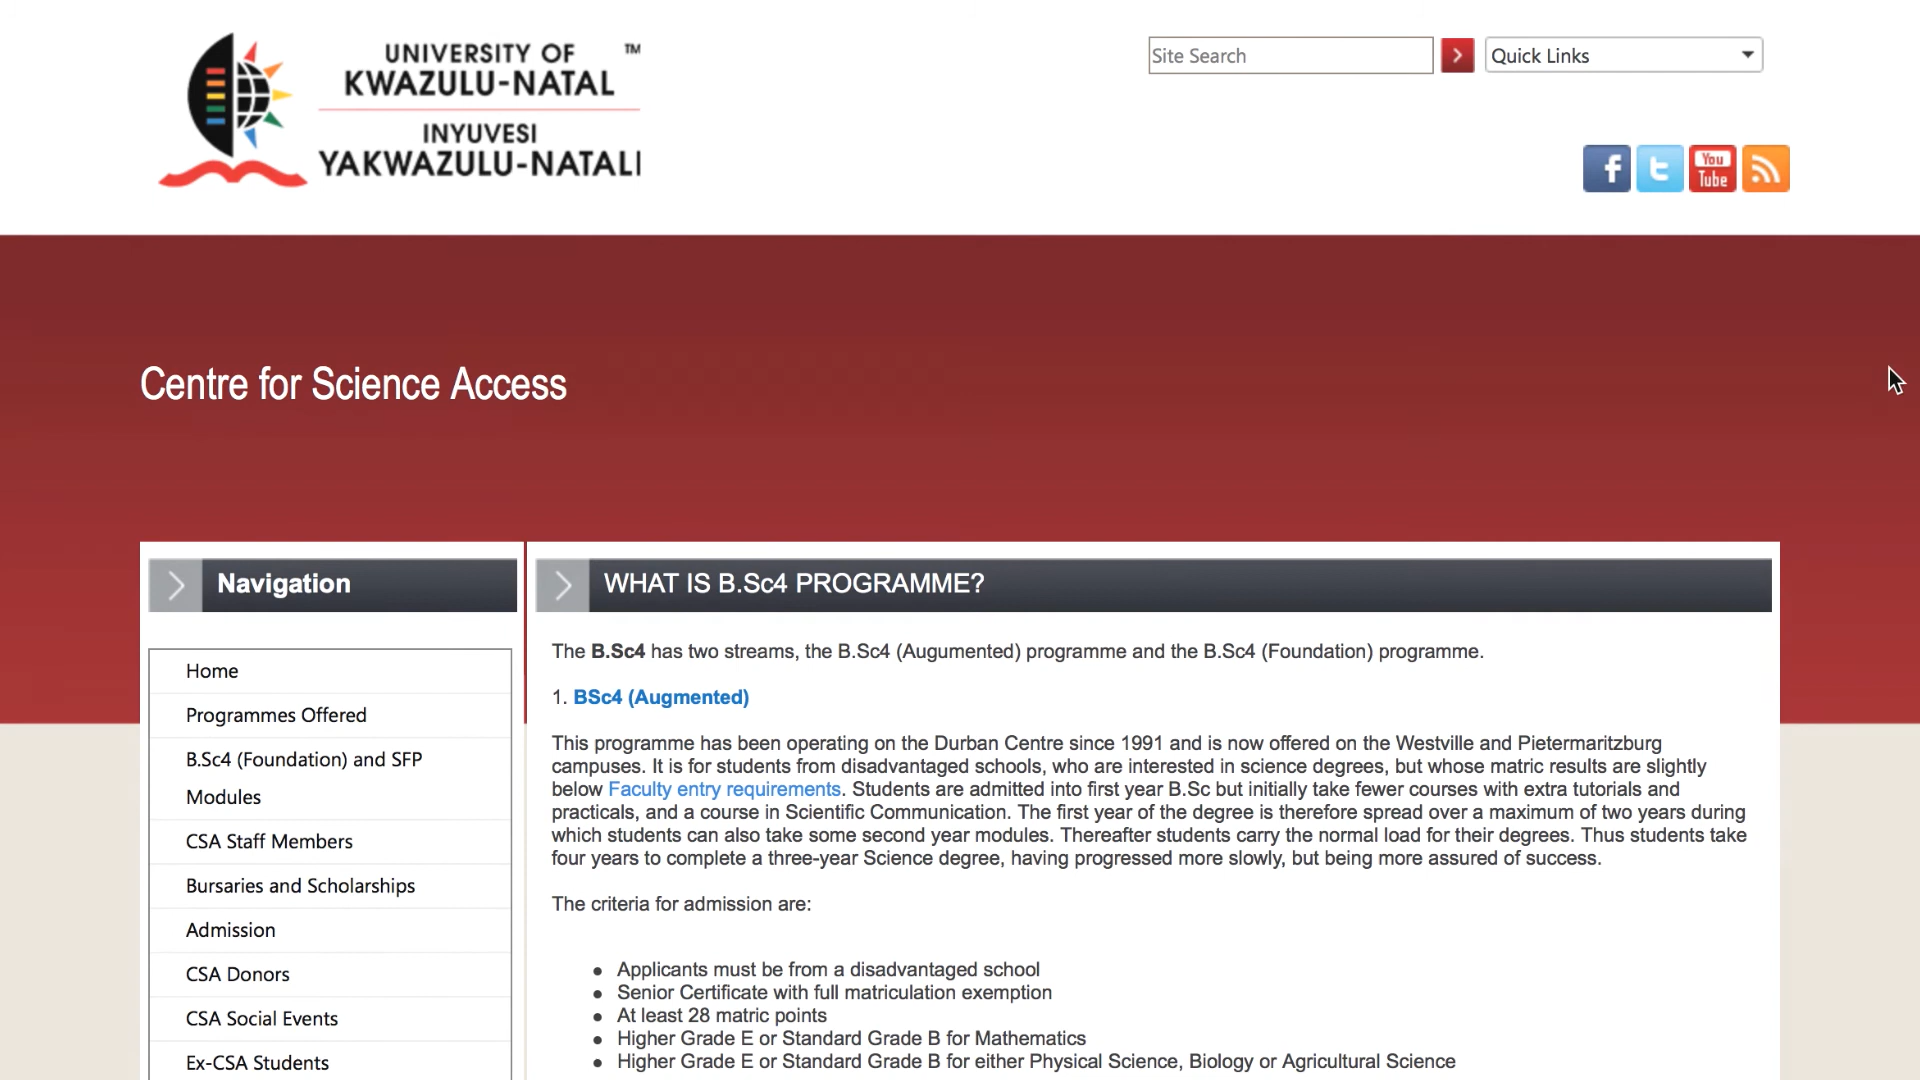 UNIVERSITY OF ™
KWAZULU-NATAL
INYUVESI
YAKWAZULU-NATALI
Site Search
Quick Links
f
t
You
Tube
Centre for Science Access
Navigation
Home
Programmes Offered
B.Sc4 (Foundation) and SFP
Modules
CSA Staff Members
Bursaries and Scholarships
Admission
CSA Donors
CSA Social Events
Ex-CSA Students
WHAT IS B.Sc4 PROGRAMME?
The B.Sc4 has two streams, the B.Sc4 (Augumented) programme and the B.Sc4 (Foundation) programme.
1. BSc4 (Augmented)
This programme has been operating on the Durban Centre since 1991 and is now offered on the Westville and Pietermaritzburg
campuses. It is for students from disadvantaged schools, who are interested in science degrees, but whose matric results are slightly
below Faculty entry requirements. Students are admitted into first year B.Sc but initially take fewer courses with extra tutorials and
practicals, and a course in Scientific Communication. The first year of the degree is therefore spread over a maximum of two years during
which students can also take some second year modules. Thereafter students carry the normal load for their degrees. Thus students take
four years to complete a three-year Science degree, having progressed more slowly, but being more assured of success.
The criteria for admission are:
• Applicants must be from a disadvantaged school
• Senior Certificate with full matriculation exemption
• At least 28 matric points
• Higher Grade E or Standard Grade B for Mathematics
• Higher Grade E or Standard Grade B for either Physical Science, Biology or Agricultural Science